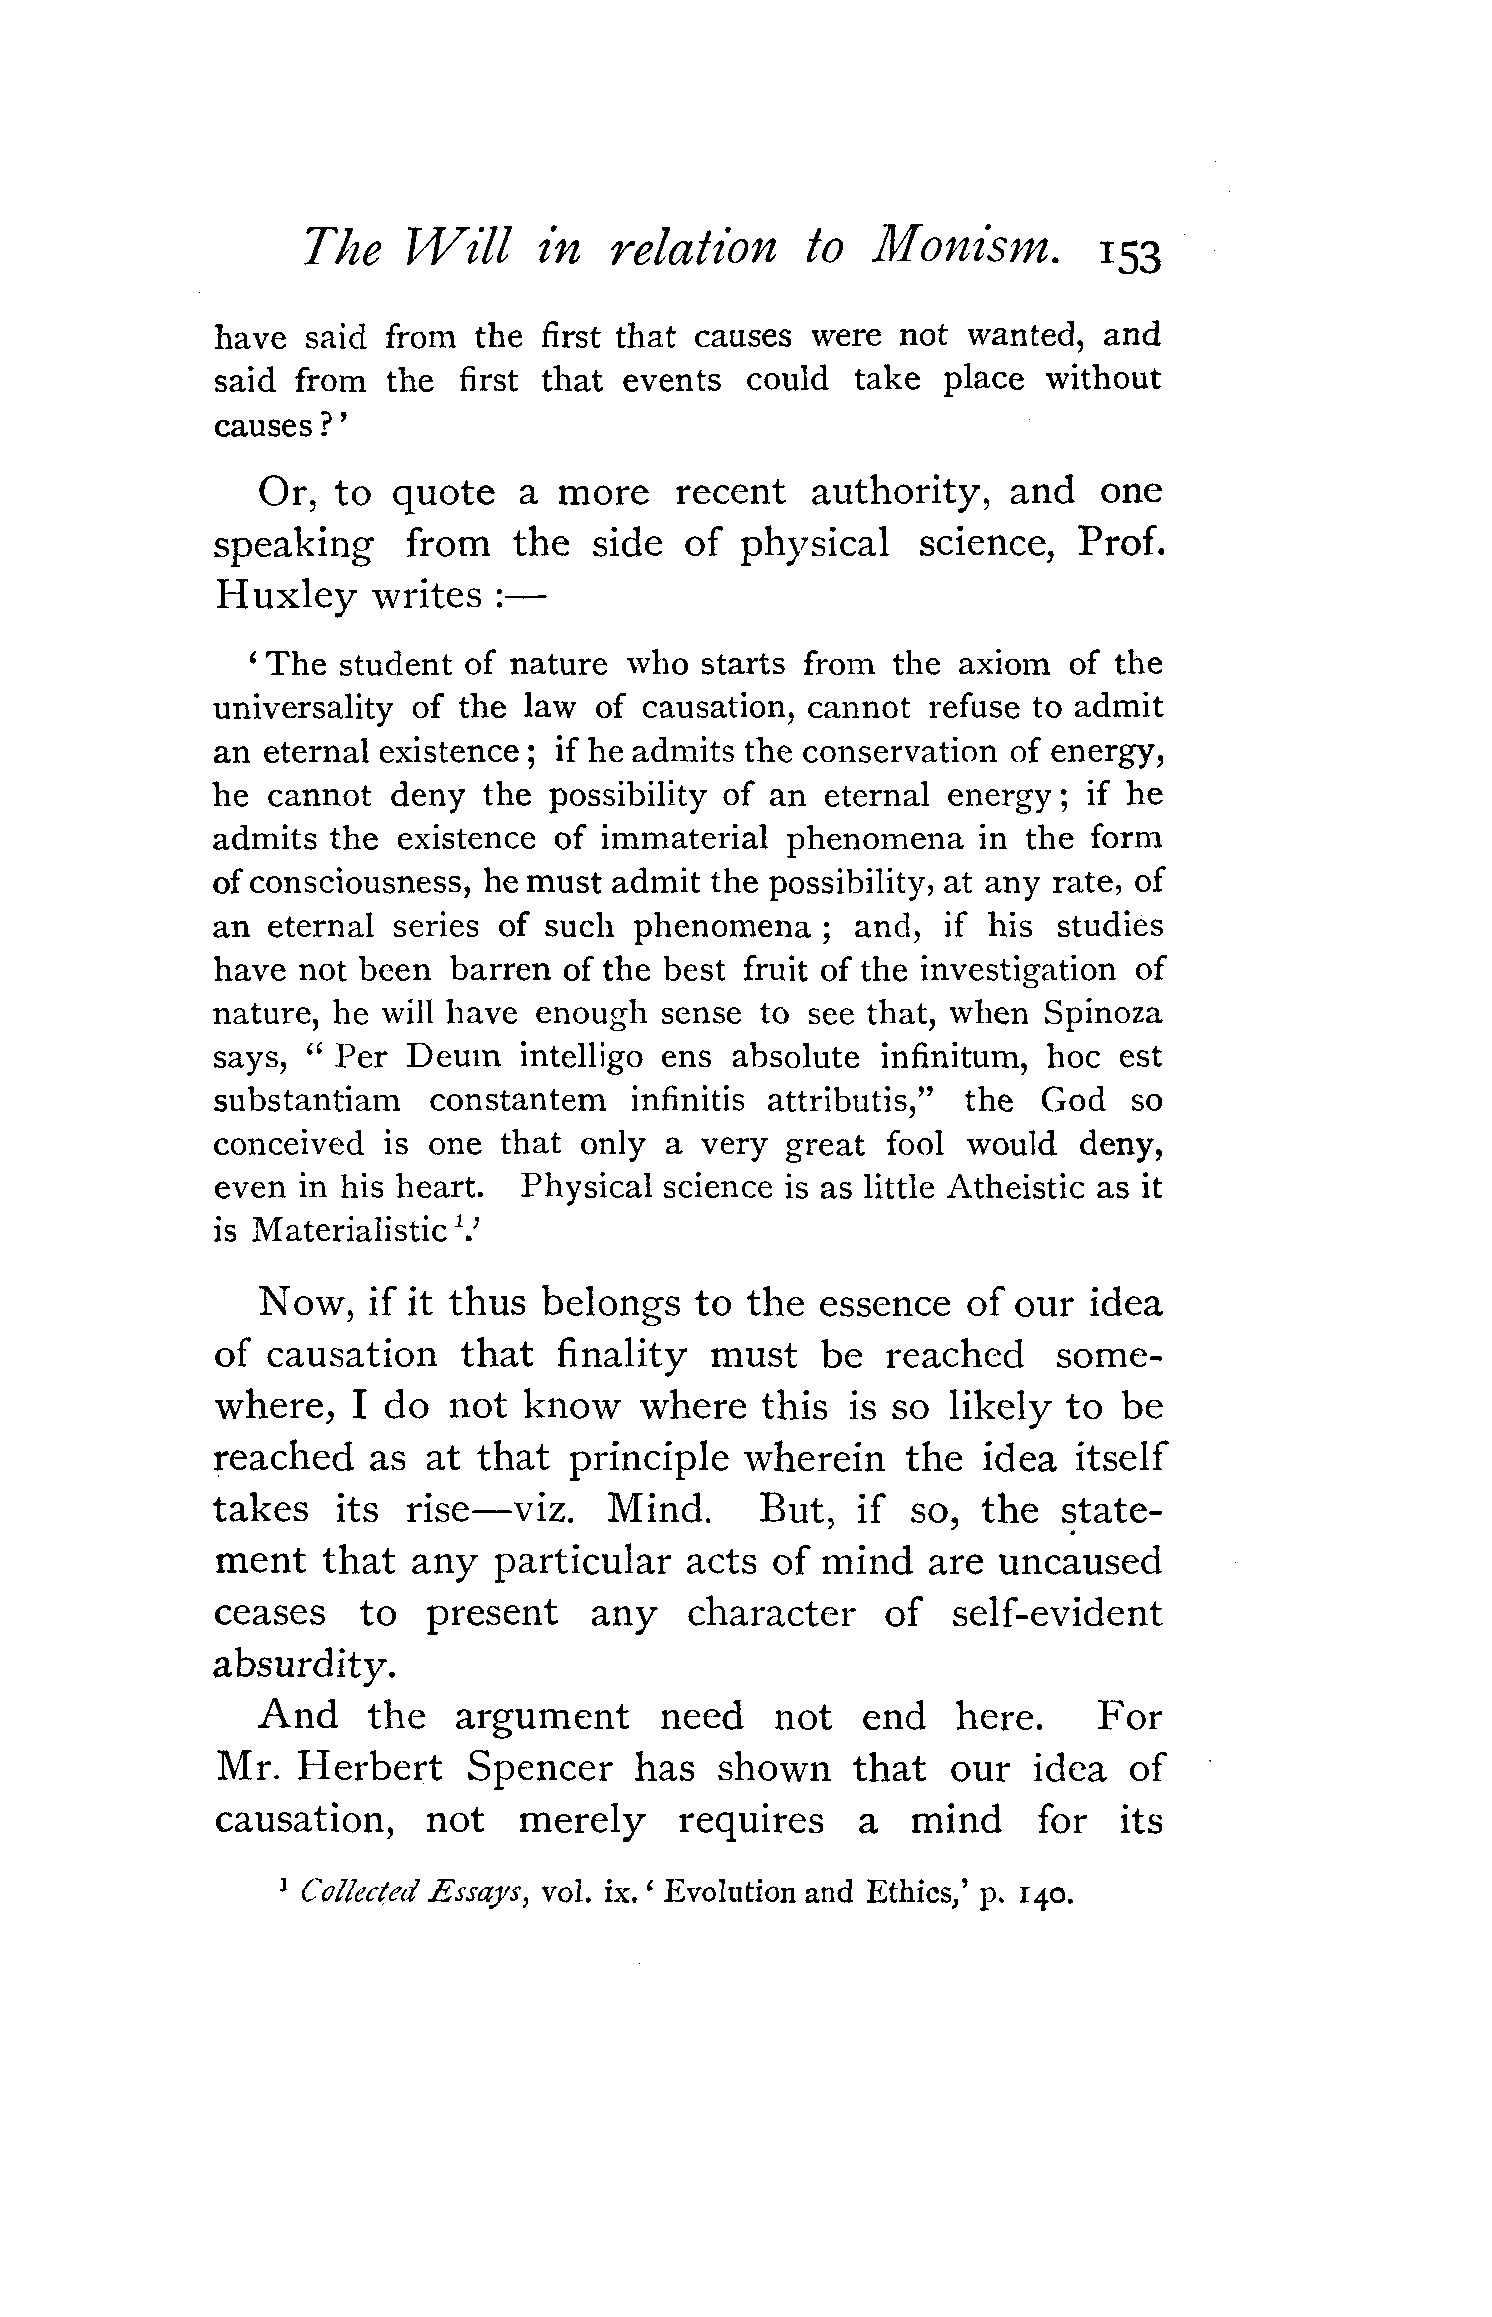 The Will in relation to Monism. 153
have said from the first that causes were not wanted, and
said from the first that events could take place without
causes?’
Or, to quote a more recent authority, and one
speaking from the side of physical science, Prof.
Huxley writes :—
‘The student of nature who starts from the axiom of the
universality of the law of causation, cannot refuse to admit
an eternal existence; if he admits the conservation of energy,
he cannot deny the possibility of an eternal energy; if he
admits the existence of immaterial phenomena in the form
of consciousness, he must admit the possibility, at any rate, of
an eternal series of such phenomena; and, if his studies
have not been barren of the best fruit of the investigation of
nature, he will have enough sense to see that, when Spinoza
says, “Per Deum intelligo ens absolute infinitum, hoc est
substantiam constantem infinitis attributis,” the God so
conceived is one that only a very great fool would deny,
even in his heart. Physical science is as little Atheistic as it
is Materialistic¹.’
Now, if it thus belongs to the essence of our idea
of causation that finality must be reached some-
where, I do not know where this is so likely to be
reached as at that principle wherein the idea itself
takes its rise—viz. Mind. But, if so, the state-
ment that any particular acts of mind are uncaused
ceases to present any character of self-evident
absurdity.
And the argument need not end here. For
Mr. Herbert Spencer has shown that our idea of
causation, not merely requires a mind for its
¹ Collected Essays, vol. ix. ‘Evolution and Ethics,’ p. 140.